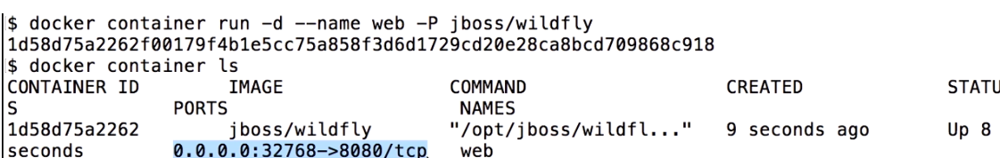 $ docker container run -d --name web -P jboss/wildfly
1d58d75a2262f00179f4b1e5cc75a858f3d6d1729cd20e28ca8bcd709868c918
$ docker container ls
CONTAINER ID        IMAGE               COMMAND                  CREATED             STATU
S              PORTS                     NAMES
1d58d75a2262        jboss/wildfly       "/opt/jboss/wildfl..."   9 seconds ago       Up 8
seconds        0.0.0.0:32768->8080/tcp   web